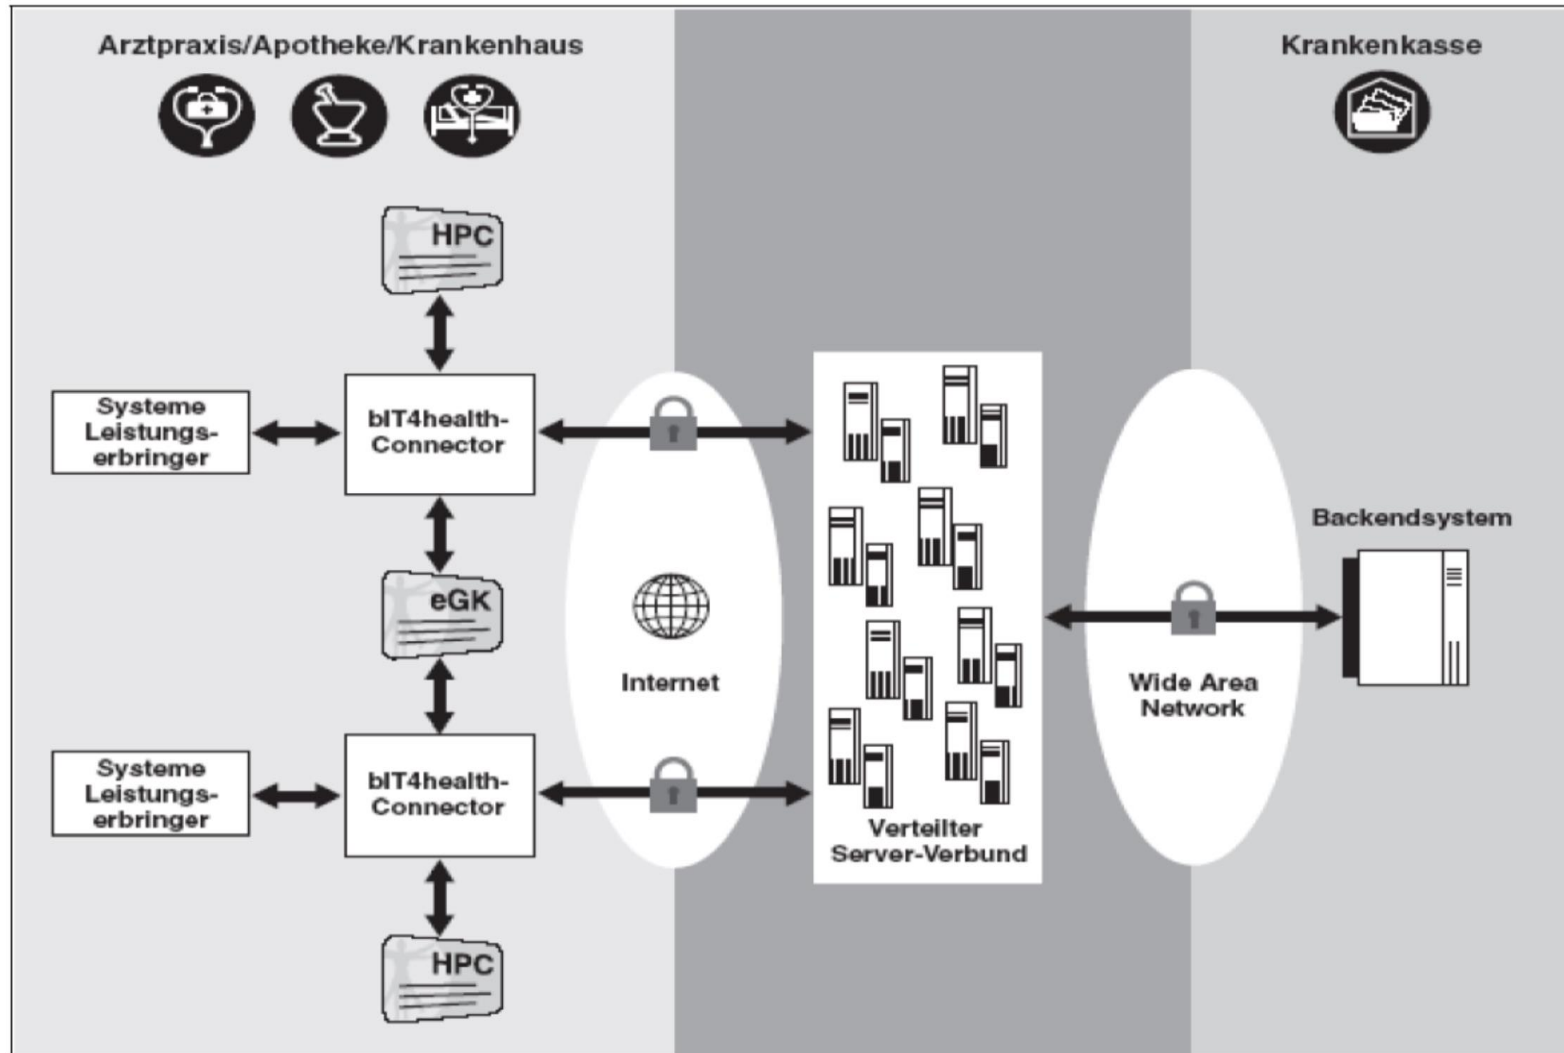 Arztpraxis/Apotheke/Krankenhaus
Krankenkasse
HPC
Systeme
Leistungs-
erbringer
bIT4health-
Connector
eGK
Internet
Systeme
Leistungs-
erbringer
bIT4health-
Connector
HPC
Verteilter
Server-Verbund
Wide Area
Network
Backendsystem